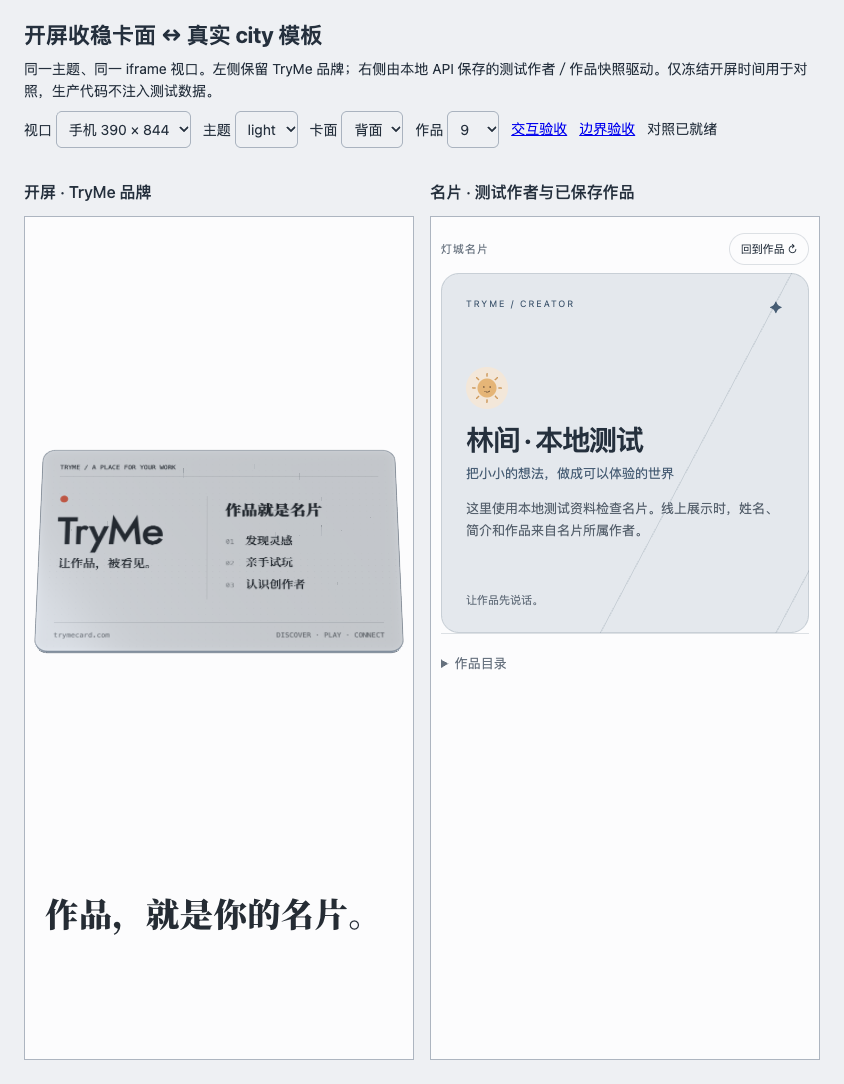 开屏收稳卡面 ↔ 真实 city 模板
同一主题、同一 iframe 视口。左侧保留 TryMe 品牌；右侧由本地 API 保存的测试作者 / 作品快照驱动。仅冻结开屏时间用于对
照，生产代码不注入测试数据。
视口 手机 390 × 844 主题 light 卡面 背面 作品 9 交互验收 边界验收 对照已就绪
开屏 · TryMe 品牌
TRYME / A PLACE FOR YOUR WORK
TryMe
让作品，被看见。
作品就是名片
01 发现灵感
02 亲手试玩
03 认识创作者
trymecard.com
DISCOVER · PLAY · CONNECT
作品，就是你的名片。
名片 · 测试作者与已保存作品
灯城名片
回到作品 ↻
TRYME / CREATOR
林间 · 本地测试
把小小的想法，做成可以体验的世界
这里使用本地测试资料检查名片。线上展示时，姓名、
简介和作品来自名片所属作者。
让作品先说话。
▶ 作品目录